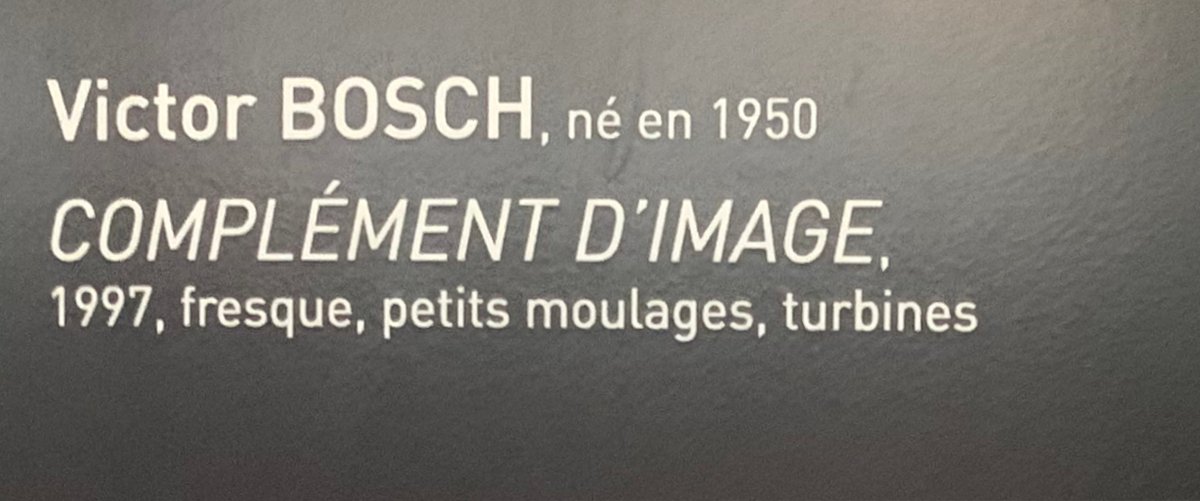 Victor BOSCH, né en 1950
COMPLÉMENT D'IMAGE,
1997, fresque, petits moulages, turbines